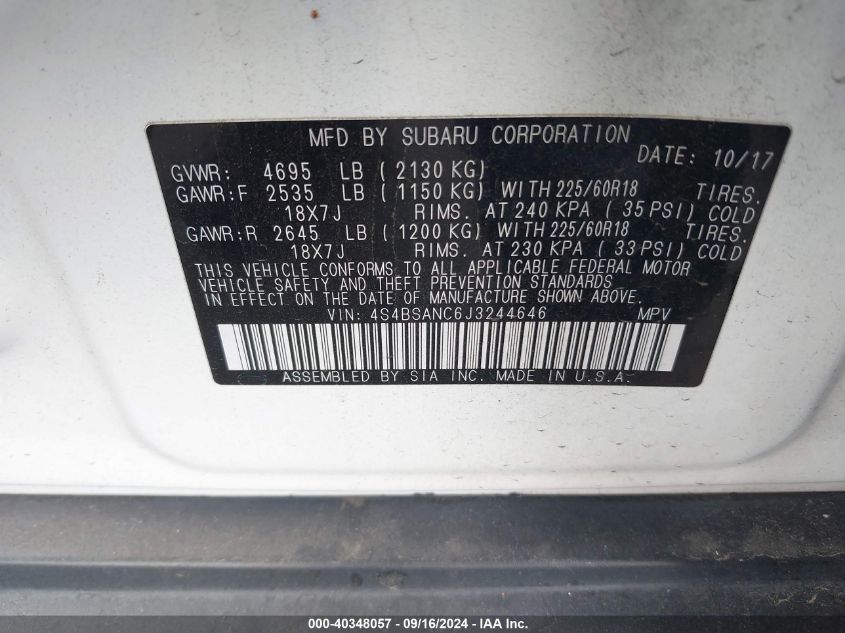 MFD BY SUBARU CORPORATION
DATE: 10/17
GVWR: 4695 LB ( 2130 KG)
GAWR:F 2535 LB ( 1150 KG) WITH 225/60R18 TIRES.
18X7J RIMS. AT 240 KPA ( 35 PSI) COLD
GAWR:R 2645 LB ( 1200 KG) WITH 225/60R18 TIRES.
18X7J RIMS. AT 230 KPA ( 33 PSI) COLD
THIS VEHICLE CONFORMS TO ALL APPLICABLE FEDERAL MOTOR
VEHICLE SAFETY AND THEFT PREVENTION STANDARDS
IN EFFECT ON THE DATE OF MANUFACTURE SHOWN ABOVE.
VIN: 4S4BSANC6J3244646 MPV
ASSEMBLED BY SIA INC. MADE IN U.S.A.
000-40348057 - 09/16/2024 - IAA Inc.